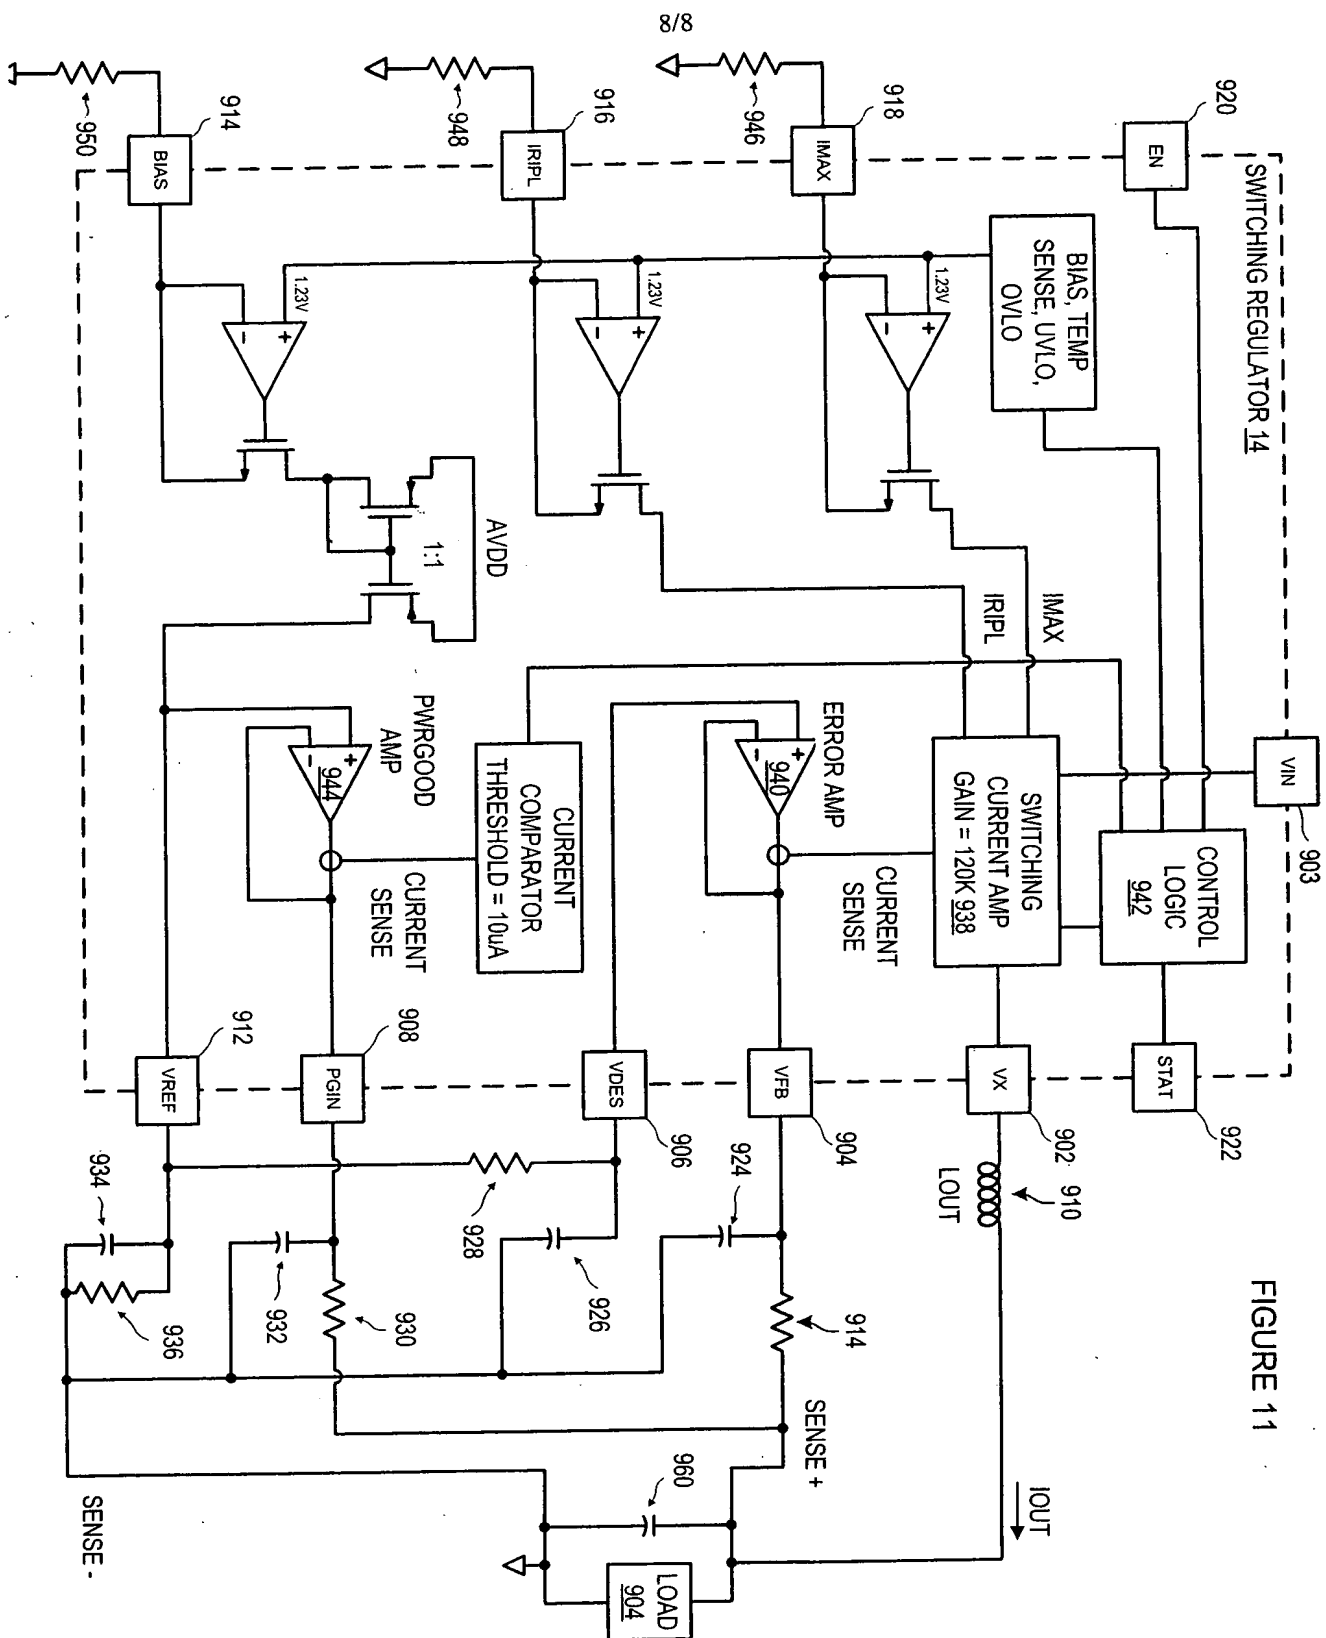 8/8
FIGURE 11
SWITCHING REGULATOR 14
920
EN
918
IMAX
946
916
IRIPL
948
914
BIAS
950
BIAS, TEMP
SENSE, UVLO,
OVLO
1.23V
+
-
1.23V
+
-
1.23V
+
-
AVDD
1:1
IMAX
IRIPL
VIN
903
CONTROL
LOGIC
942
SWITCHING
CURRENT AMP
GAIN = 120K 938
ERROR AMP
+
-
940
CURRENT
SENSE
CURRENT
COMPARATOR
THRESHOLD = 10uA
PWRGOOD
AMP
+
-
944
CURRENT
SENSE
STAT
922
VX
902
VFB
904
VDES
906
PGIN
908
VREF
912
910
LOUT
IOUT
924
914
926
928
930
932
934
936
SENSE +
960
LOAD
904
SENSE -